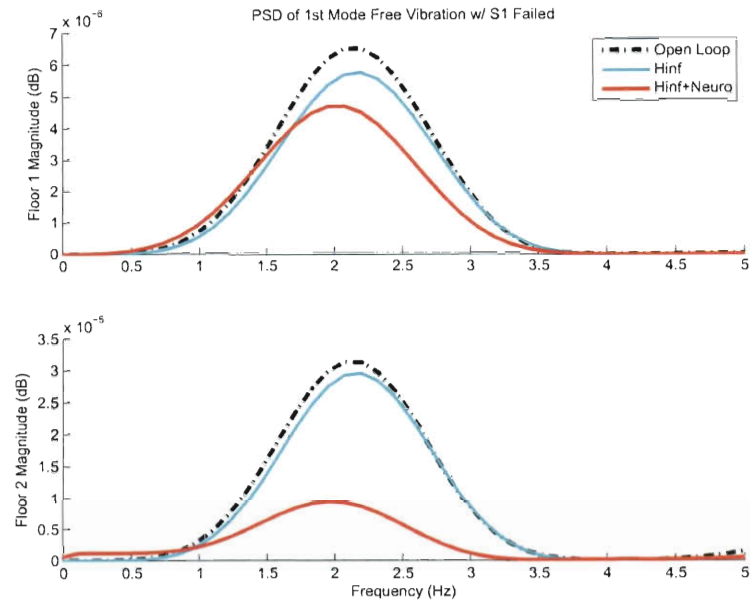 PSD of 1st Mode Free Vibration w/ S1 Failed
x 10^-6
7
6
5
4
3
2
1
0
Floor 1 Magnitude (dB)
Open Loop
Hinf
Hinf+Neuro
0 0.5 1 1.5 2 2.5 3 3.5 4 4.5 5
x 10^-5
3.5
3
2.5
2
1.5
1
0.5
0
Floor 2 Magnitude (dB)
0 0.5 1 1.5 2 2.5 3 3.5 4 4.5 5
Frequency (Hz)